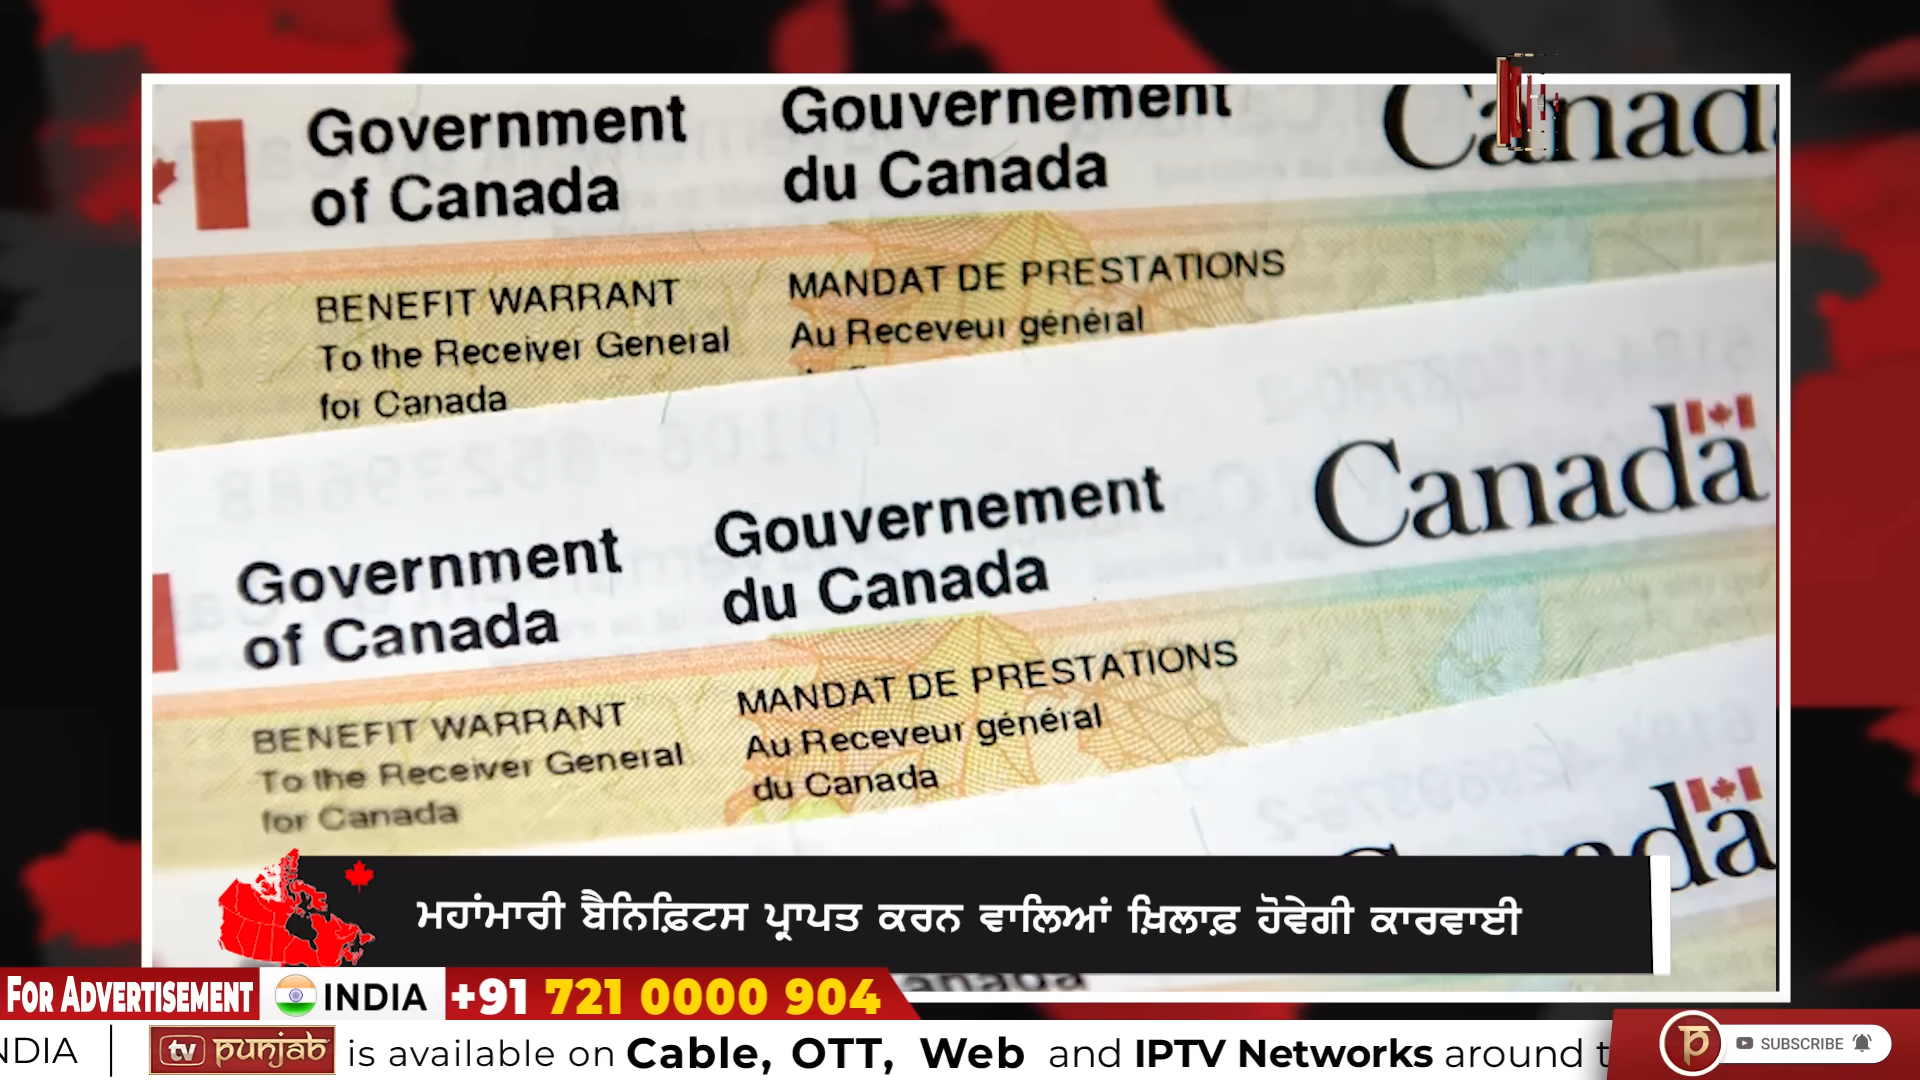 Government
of Canada
Gouvernement
du Canada
Canad
BENEFIT WARRANT
To the Receiver General
for Canada
MANDAT DE PRESTATIONS
Au Receveur général
Canada
Government
of Canada
Gouvernement
du Canada
BENEFIT WARRANT
To the Receiver General
for Canada
MANDAT DE PRESTATIONS
Au Receveur général
du Canada
ਮਹਾਂਮਾਰੀ ਬੈਨਿਫ਼ਿਟਸ ਪ੍ਰਾਪਤ ਕਰਨ ਵਾਲਿਆਂ ਖ਼ਿਲਾਫ਼ ਹੋਵੇਗੀ ਕਾਰਵਾਈ
FOR ADVERTISEMENT INDIA +91 721 0000 904
NDIA | tv punjab is available on Cable, OTT, Web and IPTV Networks around t
SUBSCRIBE